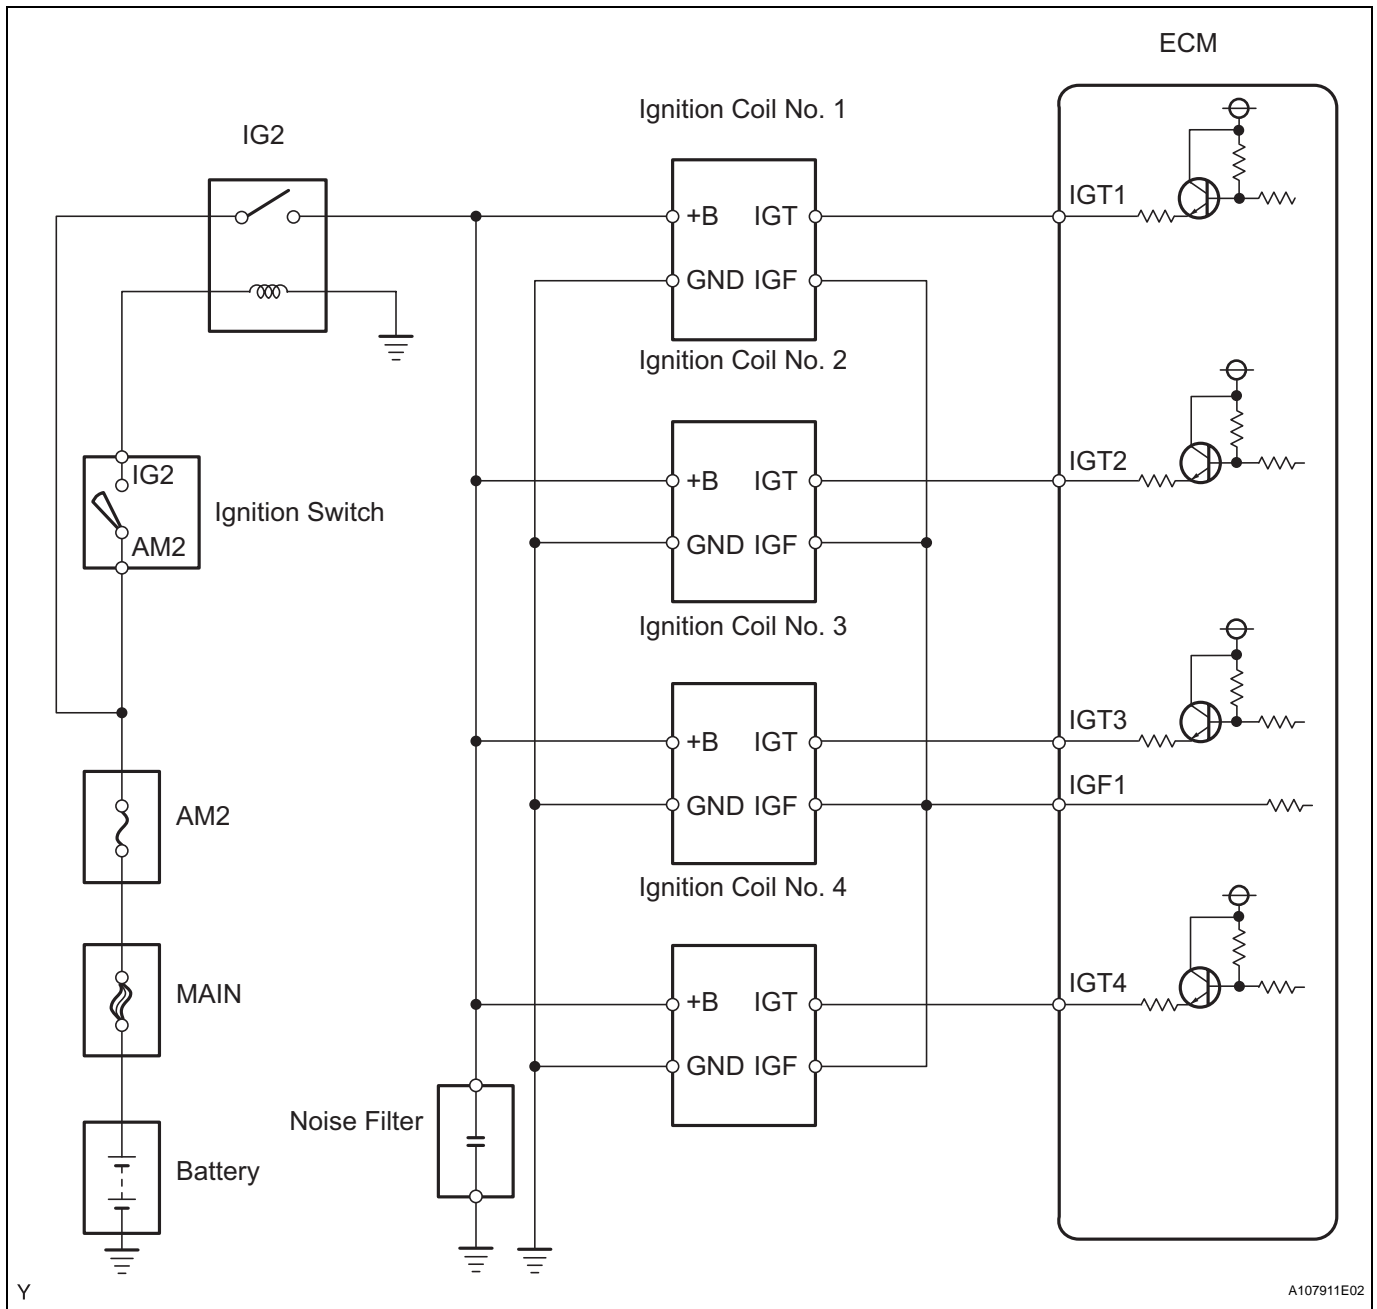 ECM
Ignition Coil No. 1
IG2
+B IGT
GND IGF
IGT1
Ignition Coil No. 2
IG2
Ignition Switch
AM2
+B IGT
GND IGF
IGT2
Ignition Coil No. 3
+B IGT
GND IGF
IGT3
IGF1
AM2
Ignition Coil No. 4
MAIN
+B IGT
GND IGF
IGT4
Noise Filter
Battery
Y
A107911E02